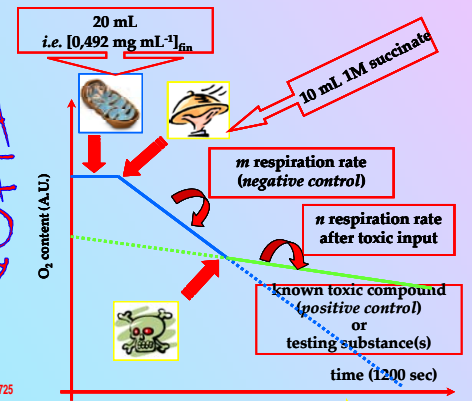 20 mL
i.e. [0,492 mg mL⁻¹]fin
10 mL 1M succinate
m respiration rate
(negative control)
n respiration rate
after toxic input
O₂ content (A.U.)
known toxic compound
(positive control)
or
testing substance(s)
time (1200 sec)
725